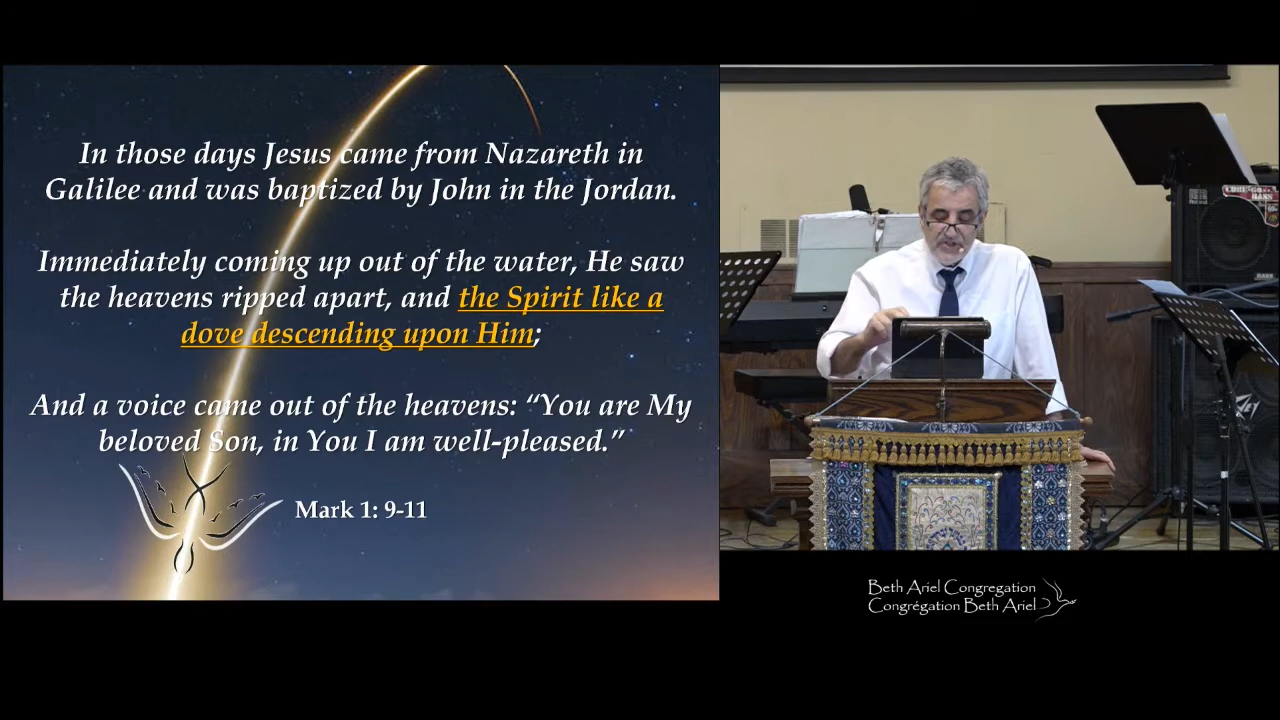 In those days Jesus came from Nazareth in
Galilee and was baptized by John in the Jordan.
Immediately coming up out of the water, He saw
the heavens ripped apart, and the Spirit like a
dove descending upon Him;
And a voice came out of the heavens: “You are My
beloved Son, in You I am well-pleased.”
Mark 1: 9-11
PEAVEY
Beth Ariel Congregation
Congrégation Beth Ariel